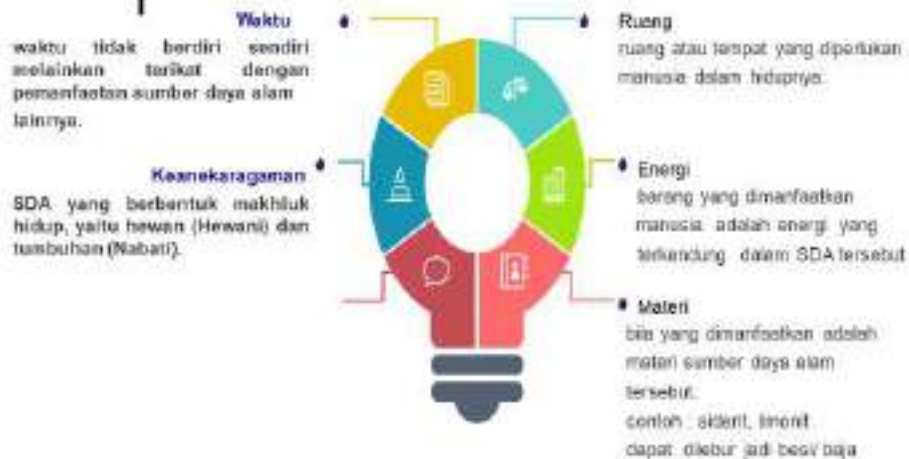 Waktu
waktu tidak berdiri sendiri
melainkan terikat dengan
pemanfaatan sumber daya alam
lainnya.
Keanekaragaman
SDA yang berbentuk makhluk
hidup, yaitu hewan (Hewani) dan
tumbuhan (Nabati).
Ruang
ruang atau tempat yang diperlukan
manusia dalam hidupnya.
Energi
barang yang dimanfaatkan
manusia adalah energi yang
terkandung dalam SDA tersebut
Materi
bila yang dimanfaatkan adalah
materi sumber daya alam
tersebut.
contoh : siderit, limonit
dapat dilebur jadi besi/ baja